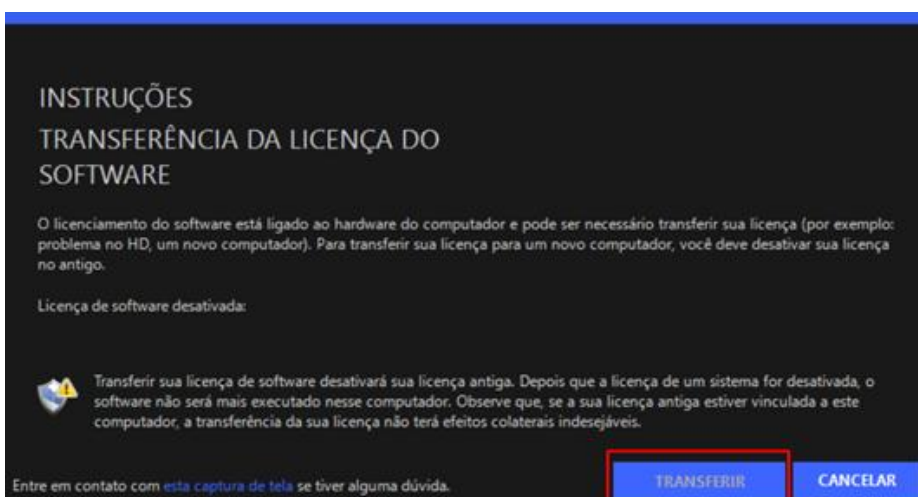 INSTRUÇÕES
TRANSFERÊNCIA DA LICENÇA DO
SOFTWARE
O licenciamento do software está ligado ao hardware do computador e pode ser necessário transferir sua licença (por exemplo:
problema no HD, um novo computador). Para transferir sua licença para um novo computador, você deve desativar sua licença
no antigo.
Licença de software desativada:
Transferir sua licença de software desativará sua licença antiga. Depois que a licença de um sistema for desativada, o
software não será mais executado nesse computador. Observe que, se a sua licença antiga estiver vinculada a este
computador, a transferência da sua licença não terá efeitos colaterais indesejáveis.
Entre em contato com esta captura de tela se tiver alguma dúvida.
TRANSFERIR
CANCELAR